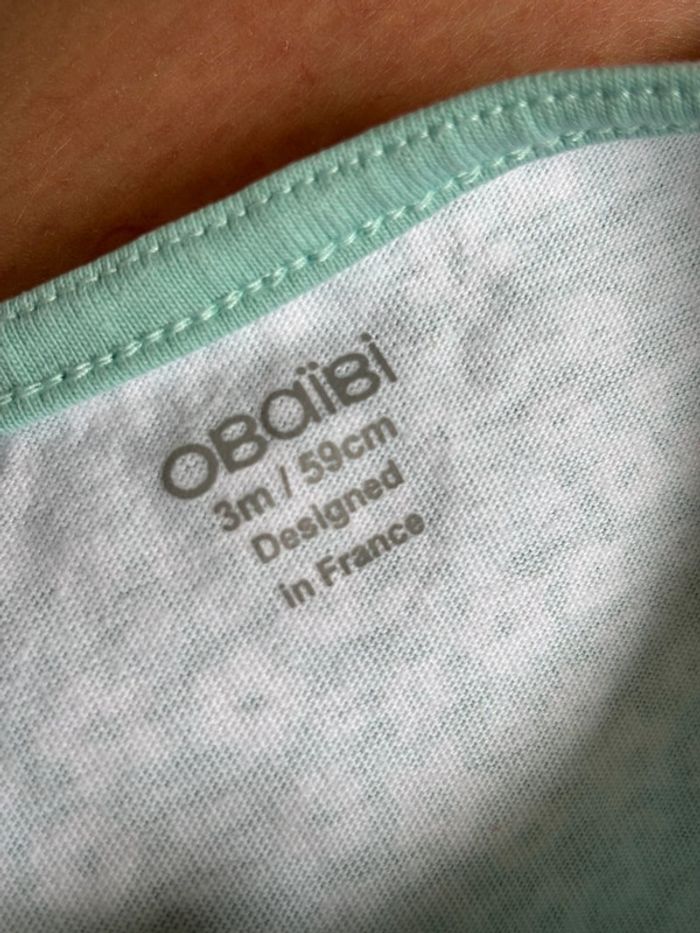 OBaïBi
3m / 59cm
Designed
in France